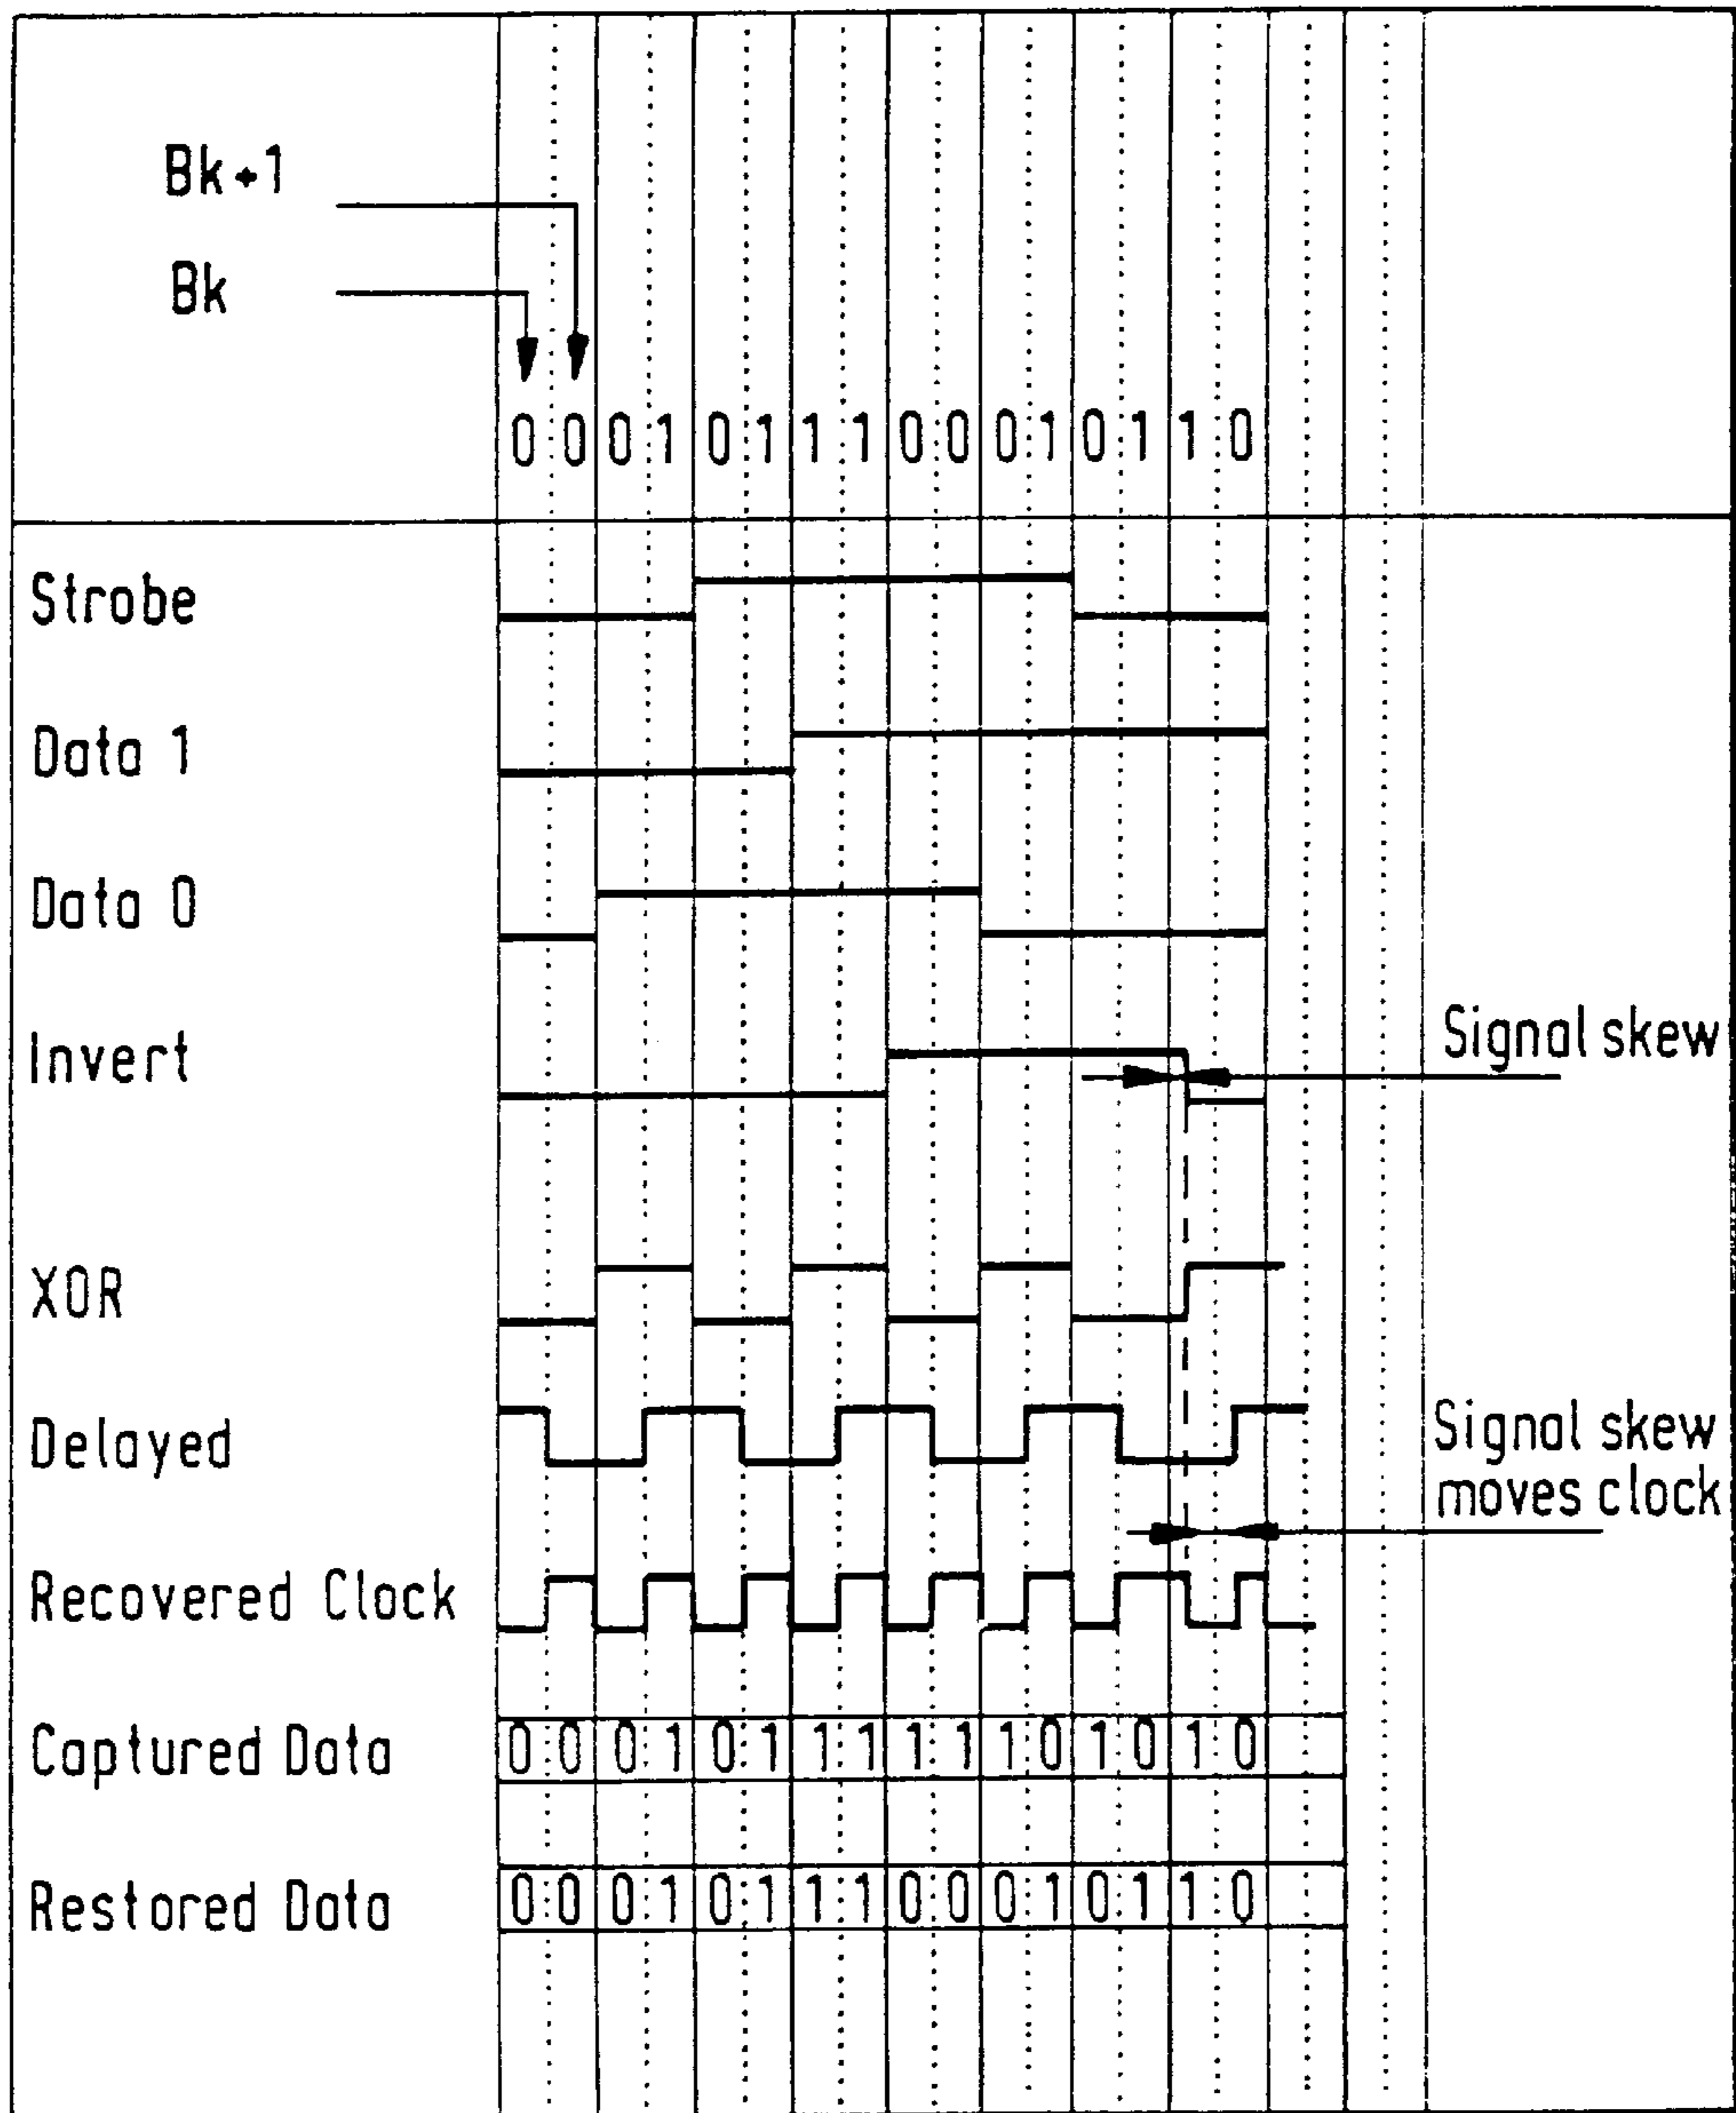 Bk+1
Bk
0 0 0 1 0 1 1 1 0 0 0 1 0 1 1 0
Strobe
Data 1
Data 0
Invert
Signal skew
XOR
Delayed
Signal skew
moves clock
Recovered Clock
Captured Data
0 0 0 1 0 1 1 1 1 1 1 0 1 0 1 0
Restored Data
0 0 0 1 0 1 1 1 0 0 0 1 0 1 1 0